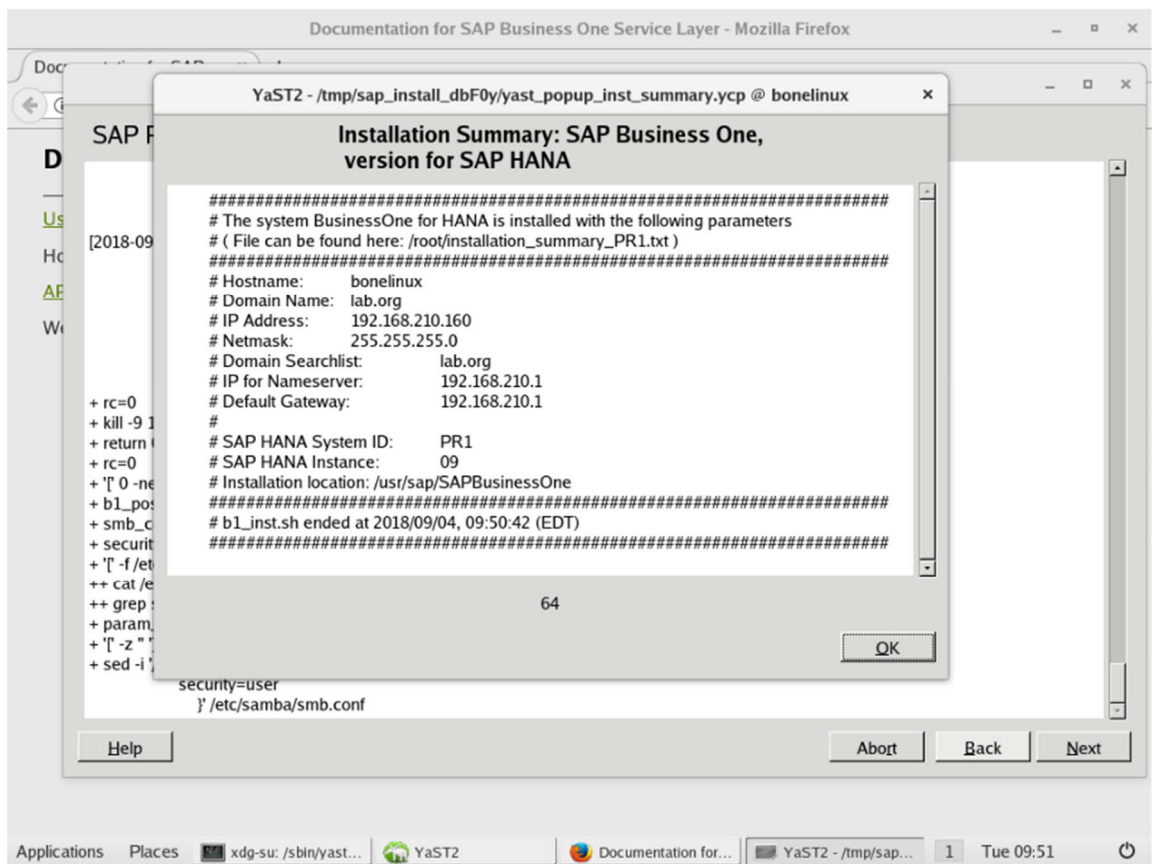 Documentation for SAP Business One Service Layer - Mozilla Firefox
YaST2 - /tmp/sap_install_dbF0y/yast_popup_inst_summary.ycp @ bonelinux
SAP
Installation Summary: SAP Business One,
version for SAP HANA
###########################################################################
# The system BusinessOne for HANA is installed with the following parameters
# ( File can be found here: /root/installation_summary_PR1.txt )
###########################################################################
# Hostname: bonelinux
# Domain Name: lab.org
# IP Address: 192.168.210.160
# Netmask: 255.255.255.0
# Domain Searchlist: lab.org
# IP for Nameserver: 192.168.210.1
# Default Gateway: 192.168.210.1
#
# SAP HANA System ID: PR1
# SAP HANA Instance: 09
# Installation location: /usr/sap/SAPBusinessOne
###########################################################################
# b1_inst.sh ended at 2018/09/04, 09:50:42 (EDT)
###########################################################################
64
OK
[2018-09
+ rc=0
+ kill -9
+ return
+ rc=0
+ '[' 0 -ne
+ b1_pos
+ smb_c
+ securit
+ '[' -f /et
++ cat /e
++ grep
+ param_
+ '[' -z "
+ sed -i '/
security=user
}' /etc/samba/smb.conf
Help
Abort
Back
Next
Applications Places xdg-su: /sbin/yast... YaST2 Documentation for... YaST2 - /tmp/sap... 1 Tue 09:51